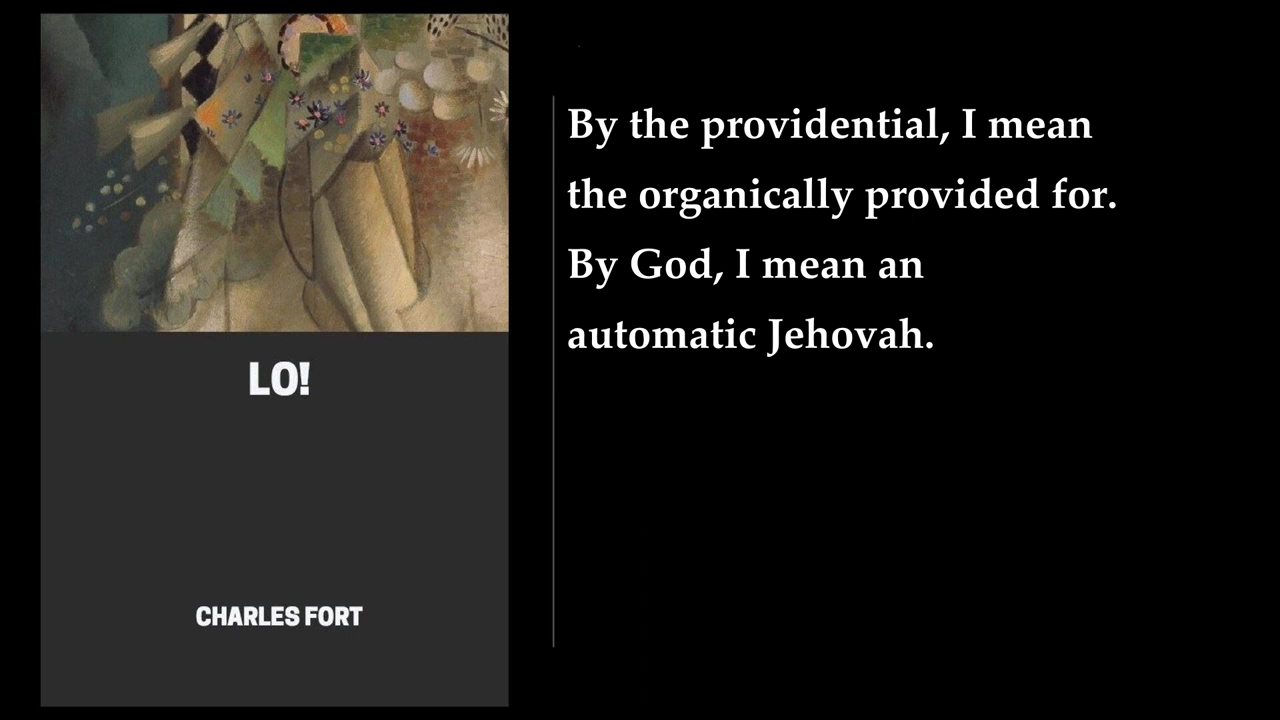 LO!
CHARLES FORT
By the providential, I mean
the organically provided for.
By God, I mean an
automatic Jehovah.